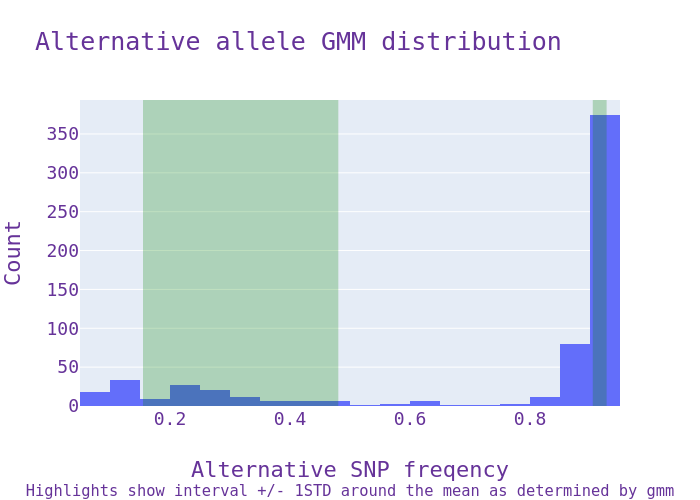 Alternative allele GMM distribution
350
300
250
200
150
100
50
0
Count
0.2 0.4 0.6 0.8
Alternative SNP freqency
Highlights show interval +/- 1STD around the mean as determined by gmm